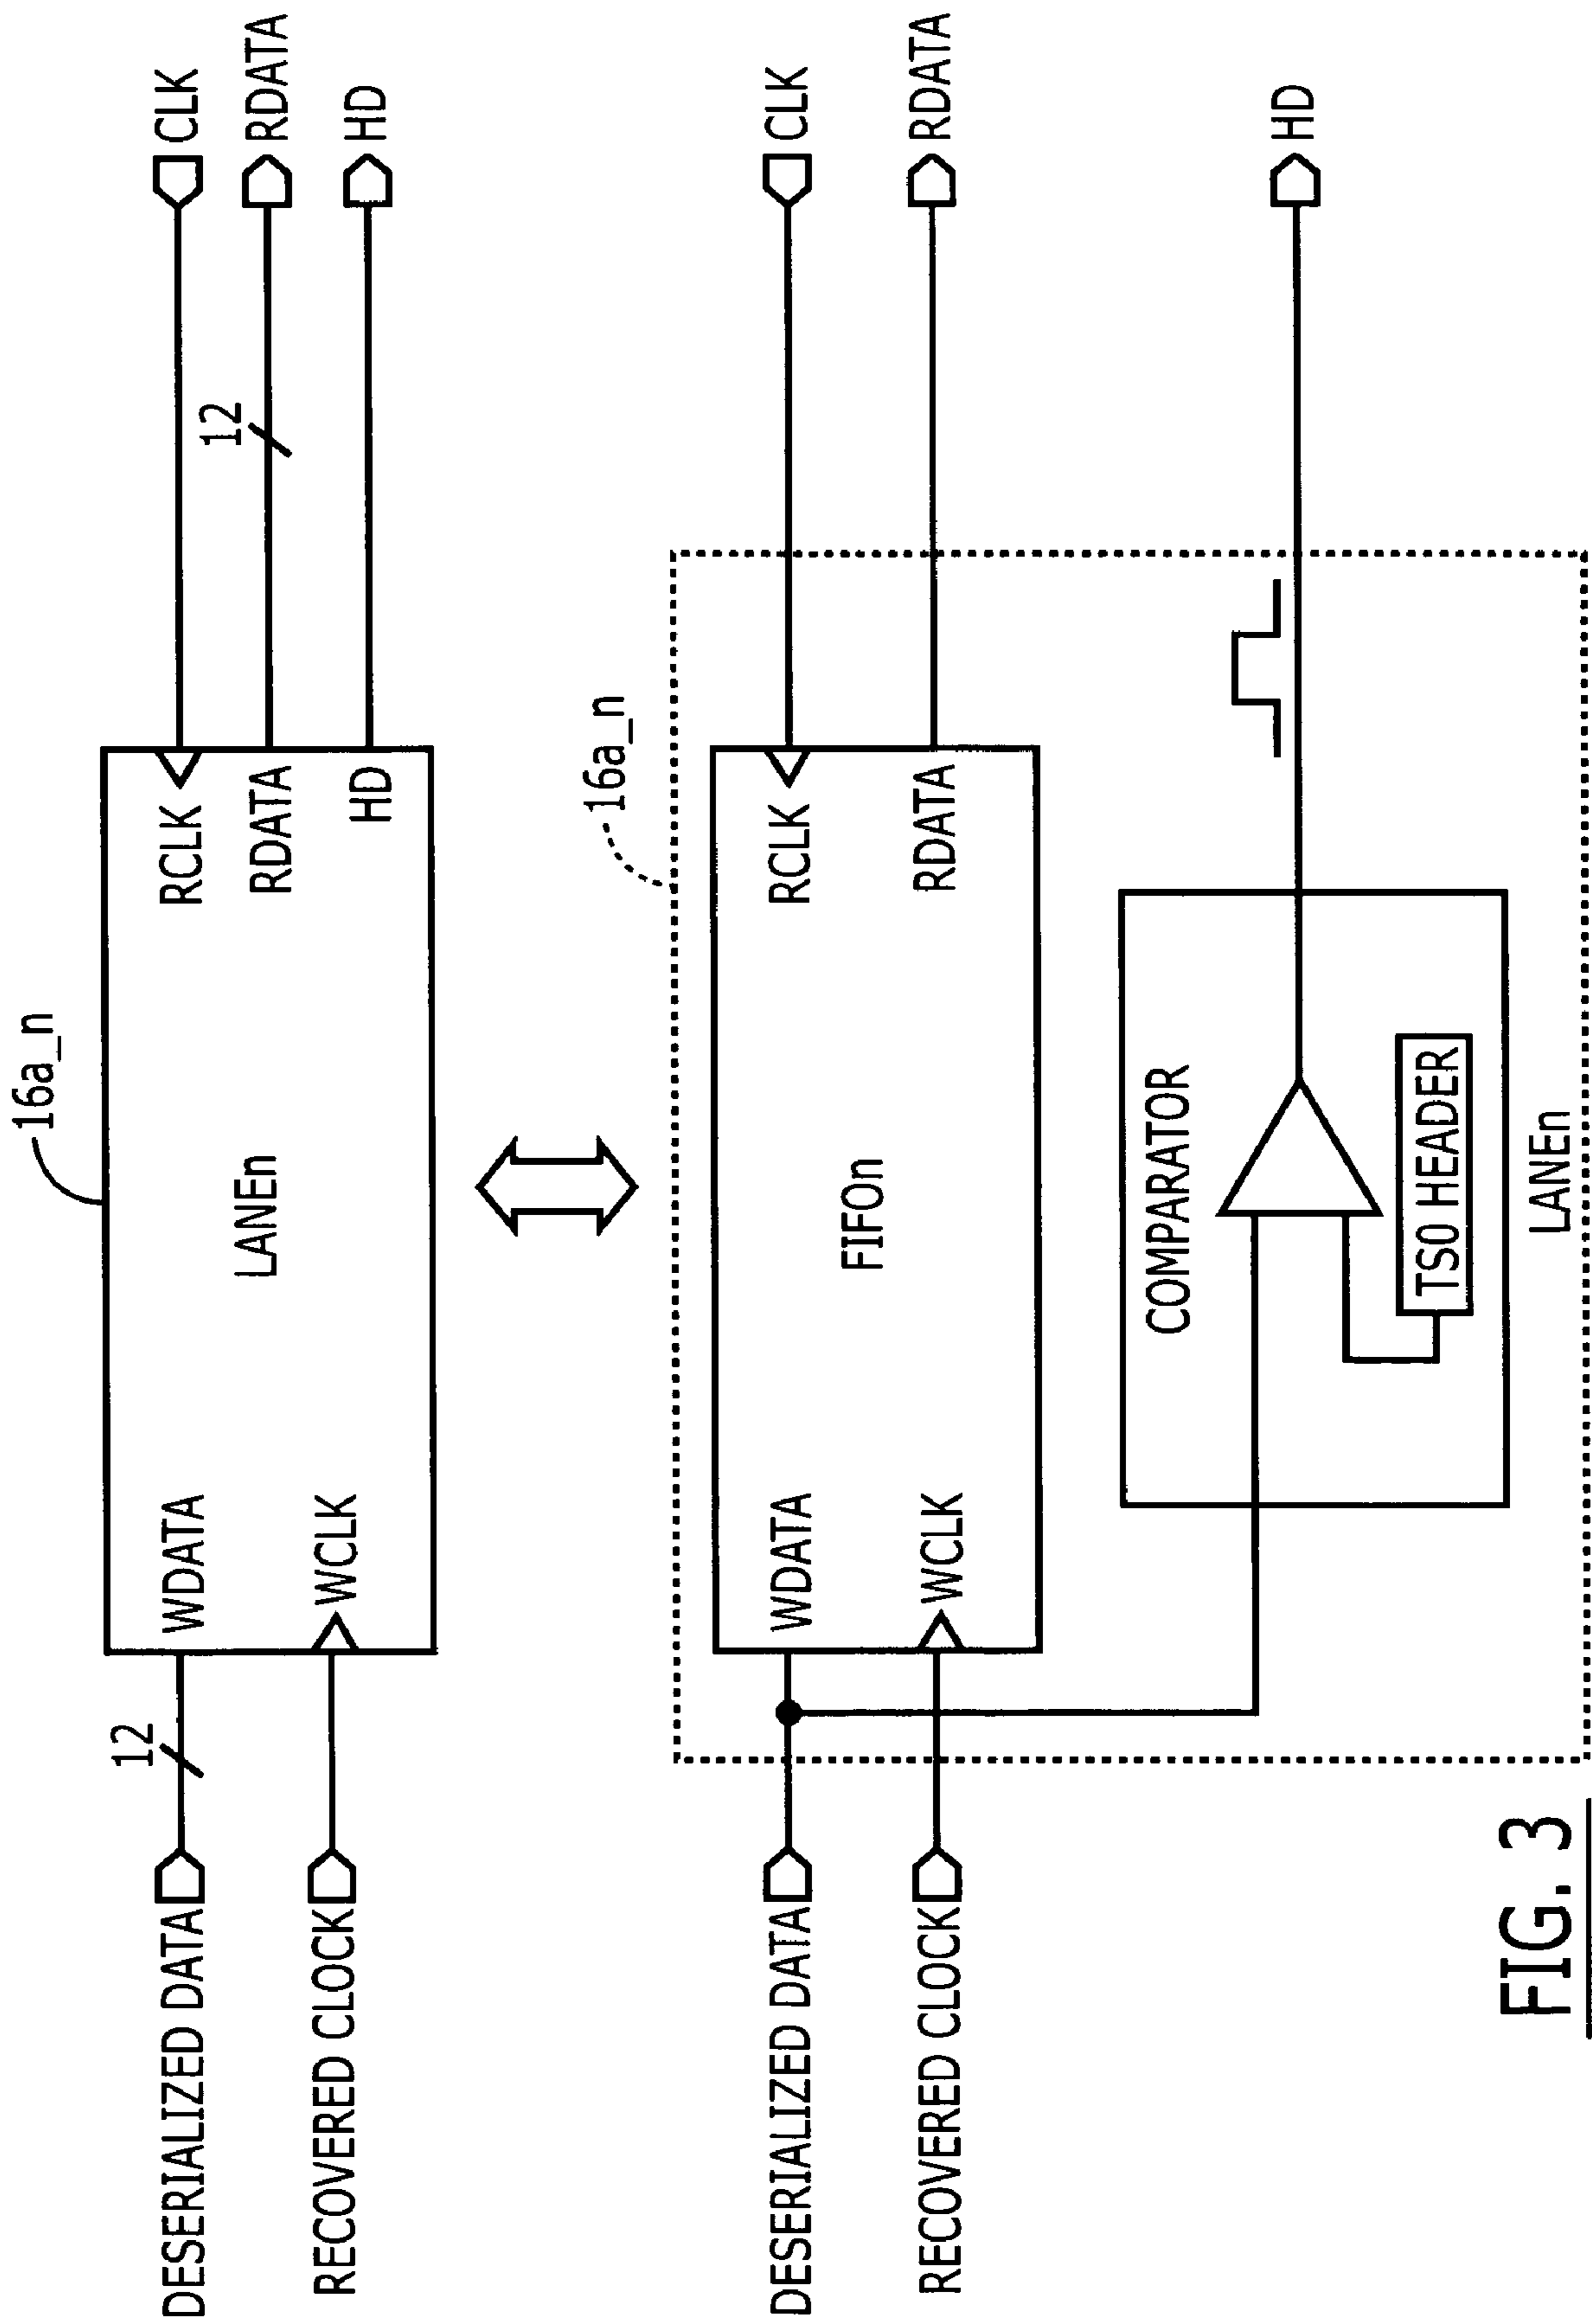 16a_n
DESERIALIZED DATA
12
WDATA
RECOVERED CLOCK
WCLK
LANEn
RCLK
CLK
RDATA
12
RDATA
HD
HD
16a_n
DESERIALIZED DATA
WDATA
RECOVERED CLOCK
WCLK
FIFOn
RCLK
CLK
RDATA
RDATA
COMPARATOR
TS0 HEADER
HD
LANEn
FIG. 3